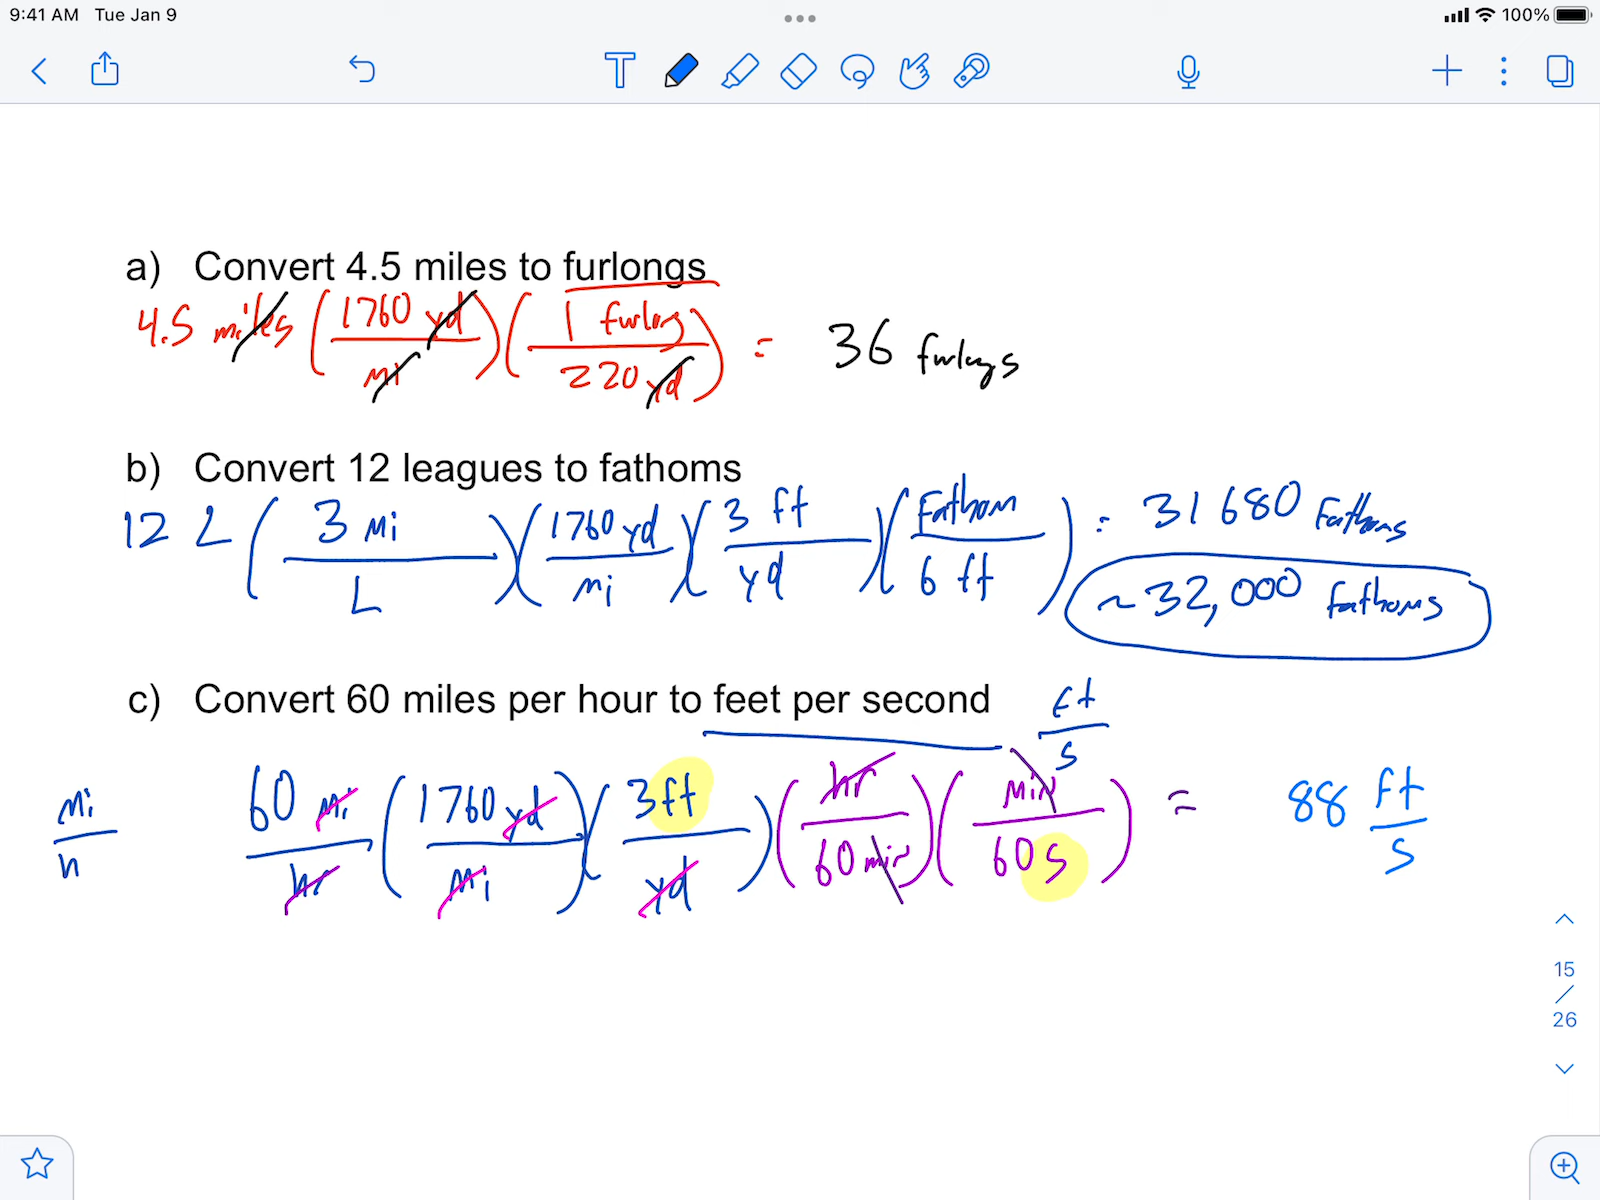 9:41 AM Tue Jan 9
100%
a) Convert 4.5 miles to furlongs
4.5 miles (1760 yd / mi)(1 furlong / 220 yd) = 36 furlongs
b) Convert 12 leagues to fathoms
12 L (3 Mi / L)(1760 yd / Mi)(3 ft / yd)(Fathom / 6 ft) = 31680 Fathoms
~32,000 fathoms
c) Convert 60 miles per hour to feet per second
ft / s
Mi / h
60 Mi / hr (1760 yd / Mi)(3 ft / yd)(hr / 60 min)(Min / 60 s) = 88 ft / s
15
/
26